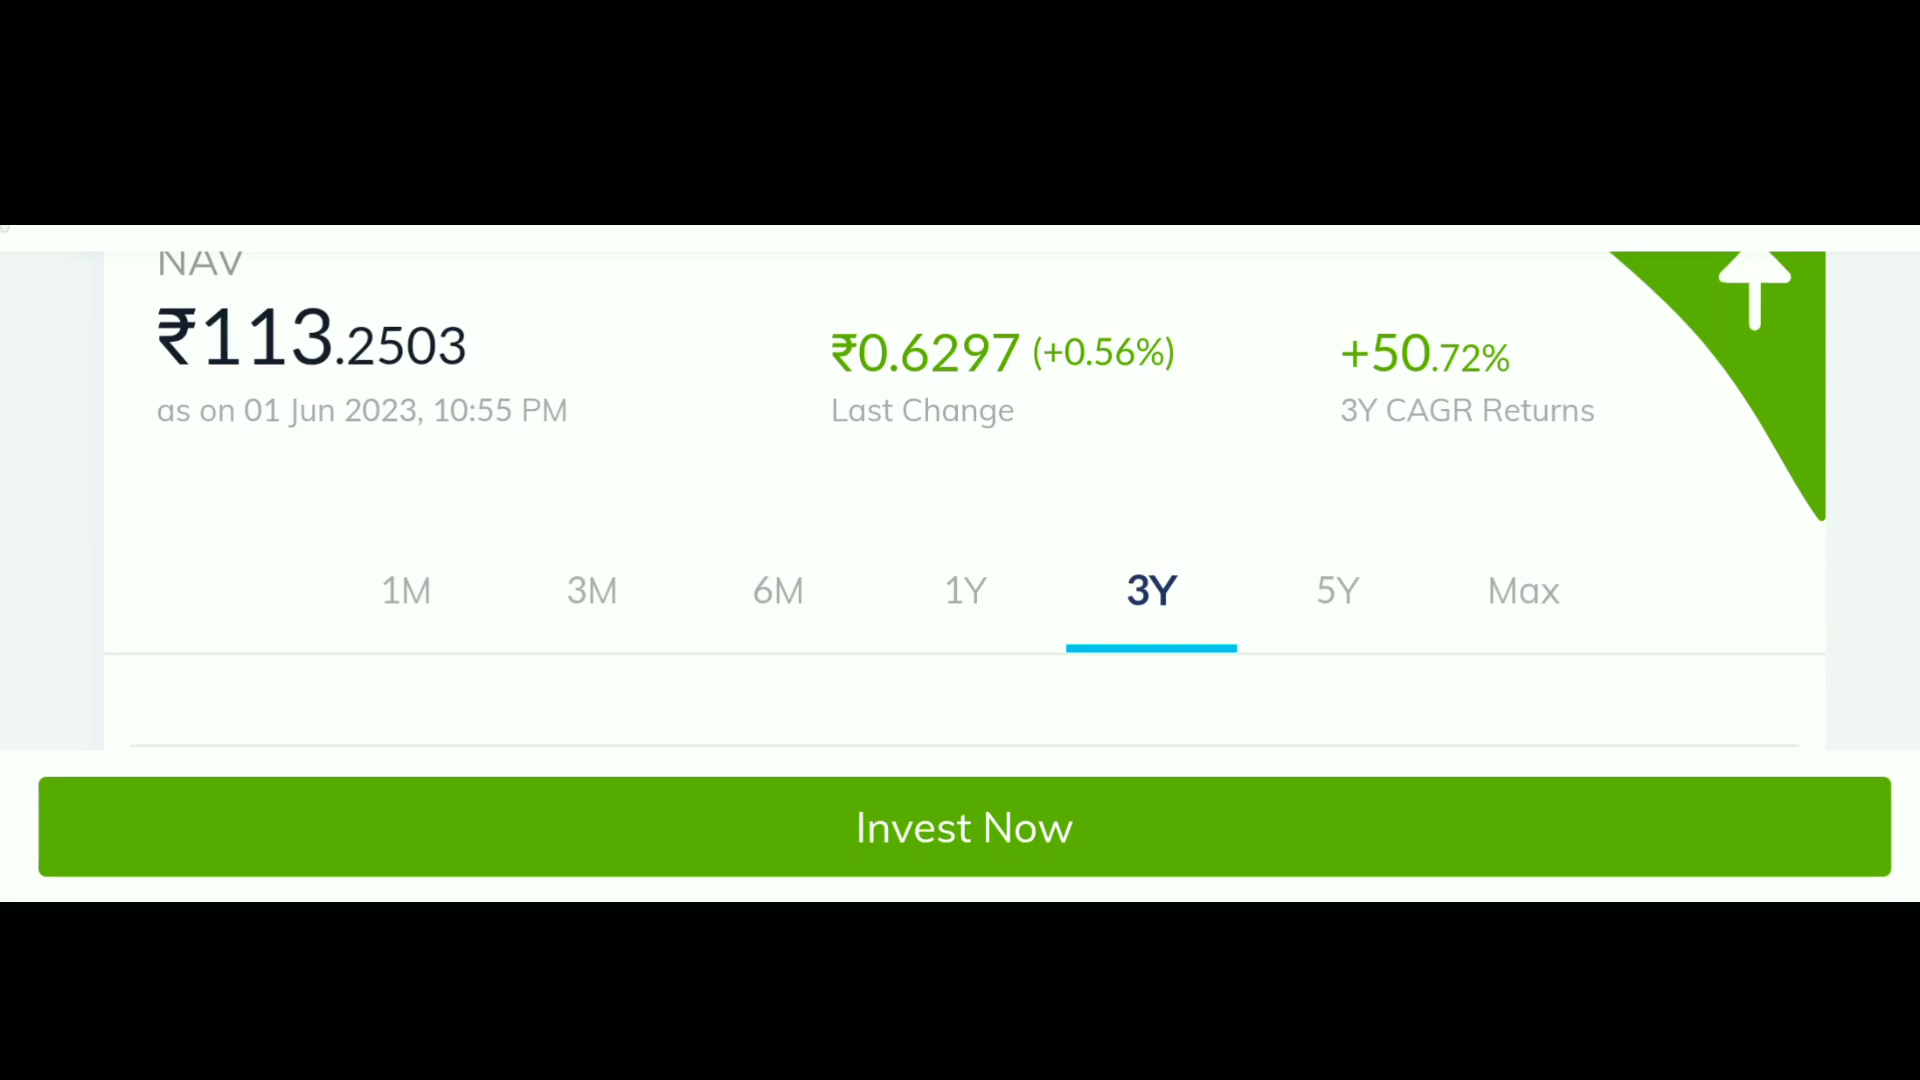 NAV
₹113.2503
₹0.6297 (+0.56%)
+50.72%
as on 01 Jun 2023, 10:55 PM
Last Change
3Y CAGR Returns
1M 3M 6M 1Y 3Y 5Y Max
Invest Now